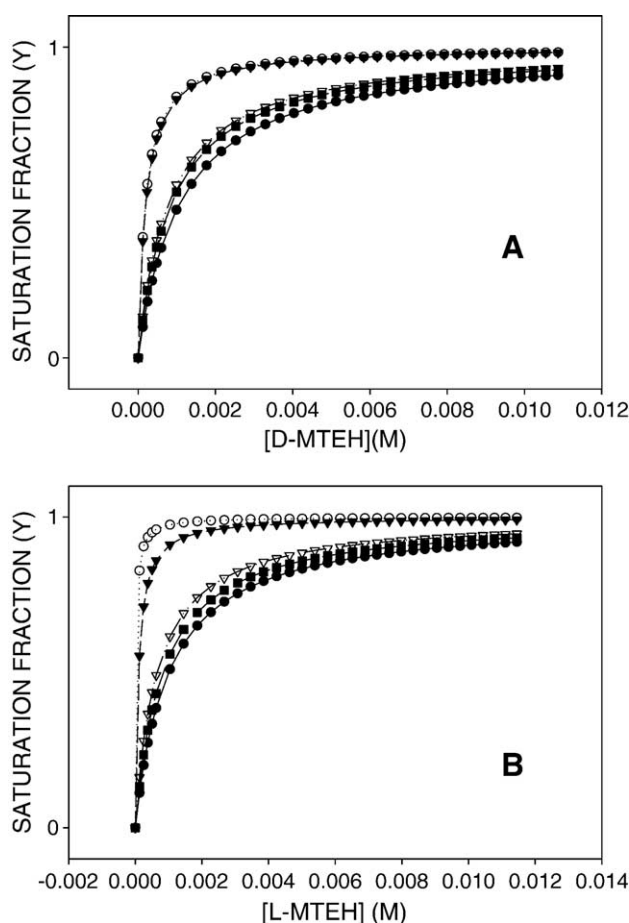 SATURATION FRACTION (Y)
1
0
A
0.000 0.002 0.004 0.006 0.008 0.010 0.012
[D-MTEH](M)
SATURATION FRACTION (Y)
1
0
B
-0.002 0.000 0.002 0.004 0.006 0.008 0.010 0.012 0.014
[L-MTEH] (M)